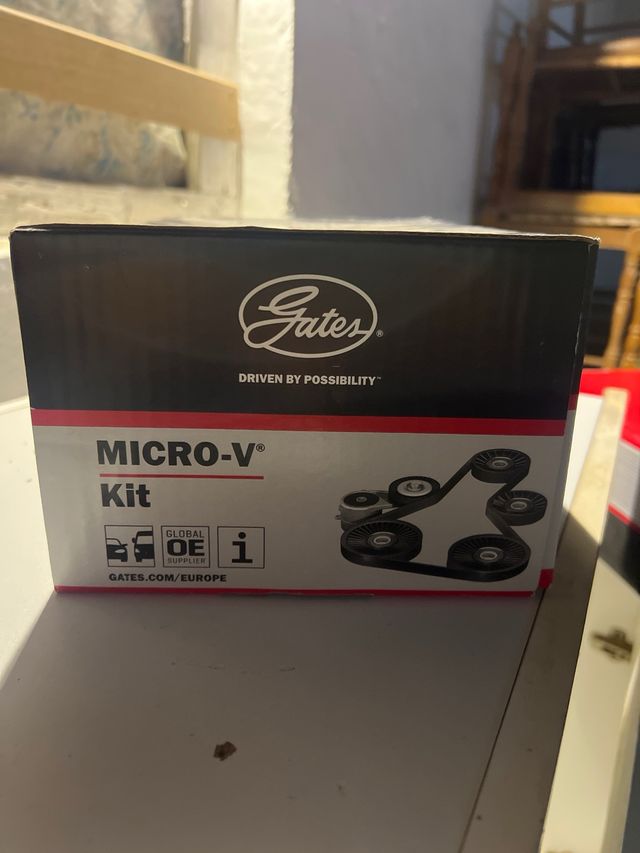 Gates®
DRIVEN BY POSSIBILITY™
MICRO-V®
Kit
GLOBAL
OE
SUPPLIER
i
GATES.COM/EUROPE